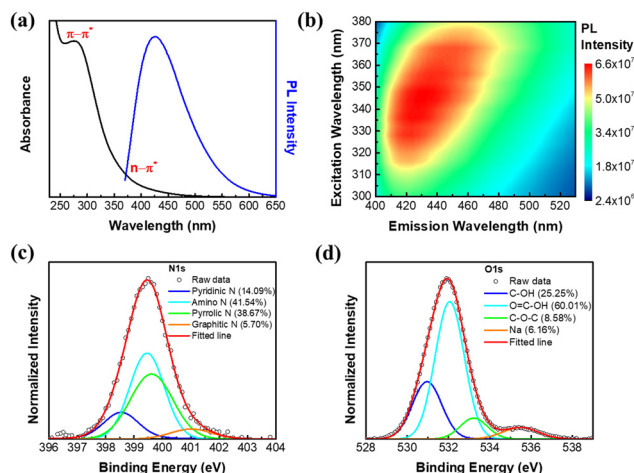 (a)
π–π*
n–π*
Absorbance
PL Intensity
250 300 350 400 450 500 550 600 650
Wavelength (nm)
(b)
380
370
360
350
340
330
320
310
300
Excitation Wavelength (nm)
400 420 440 460 480 500 520
Emission Wavelength (nm)
PL
Intensity
6.6x10⁷
5.0x10⁷
3.4x10⁷
1.8x10⁷
2.4x10⁶
(c)
N1s
Raw data
Pyridinic N (14.09%)
Amino N (41.54%)
Pyrrolic N (38.67%)
Graphitic N (5.70%)
Fitted line
Normalized Intensity
396 397 398 399 400 401 402 403 404
Binding Energy (eV)
(d)
O1s
Raw data
C-OH (25.25%)
O=C-OH (60.01%)
C-O-C (8.58%)
Na (6.16%)
Fitted line
Normalized Intensity
528 530 532 534 536 538
Binding Energy (eV)